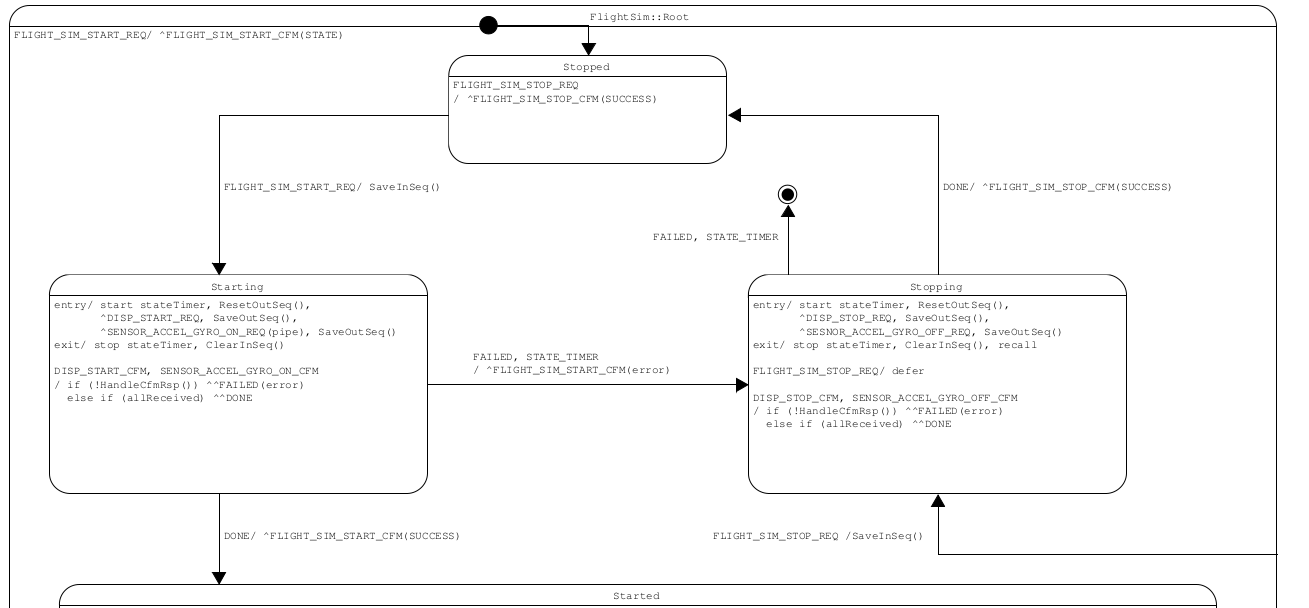 FlightSim::Root
FLIGHT_SIM_START_REQ/ ^FLIGHT_SIM_START_CFM(STATE)
Stopped
FLIGHT_SIM_STOP_REQ
/ ^FLIGHT_SIM_STOP_CFM(SUCCESS)
FLIGHT_SIM_START_REQ/ SaveInSeq()
DONE/ ^FLIGHT_SIM_STOP_CFM(SUCCESS)
FAILED, STATE_TIMER
Starting
entry/ start stateTimer, ResetOutSeq(),
^DISP_START_REQ, SaveOutSeq(),
^SENSOR_ACCEL_GYRO_ON_REQ(pipe), SaveOutSeq()
exit/ stop stateTimer, ClearInSeq()
DISP_START_CFM, SENSOR_ACCEL_GYRO_ON_CFM
/ if (!HandleCfmRsp()) ^^FAILED(error)
else if (allReceived) ^^DONE
FAILED, STATE_TIMER
/ ^FLIGHT_SIM_START_CFM(error)
Stopping
entry/ start stateTimer, ResetOutSeq(),
^DISP_STOP_REQ, SaveOutSeq(),
^SESNOR_ACCEL_GYRO_OFF_REQ, SaveOutSeq()
exit/ stop stateTimer, ClearInSeq(), recall
FLIGHT_SIM_STOP_REQ/ defer
DISP_STOP_CFM, SENSOR_ACCEL_GYRO_OFF_CFM
/ if (!HandleCfmRsp()) ^^FAILED(error)
else if (allReceived) ^^DONE
DONE/ ^FLIGHT_SIM_START_CFM(SUCCESS)
FLIGHT_SIM_STOP_REQ /SaveInSeq()
Started